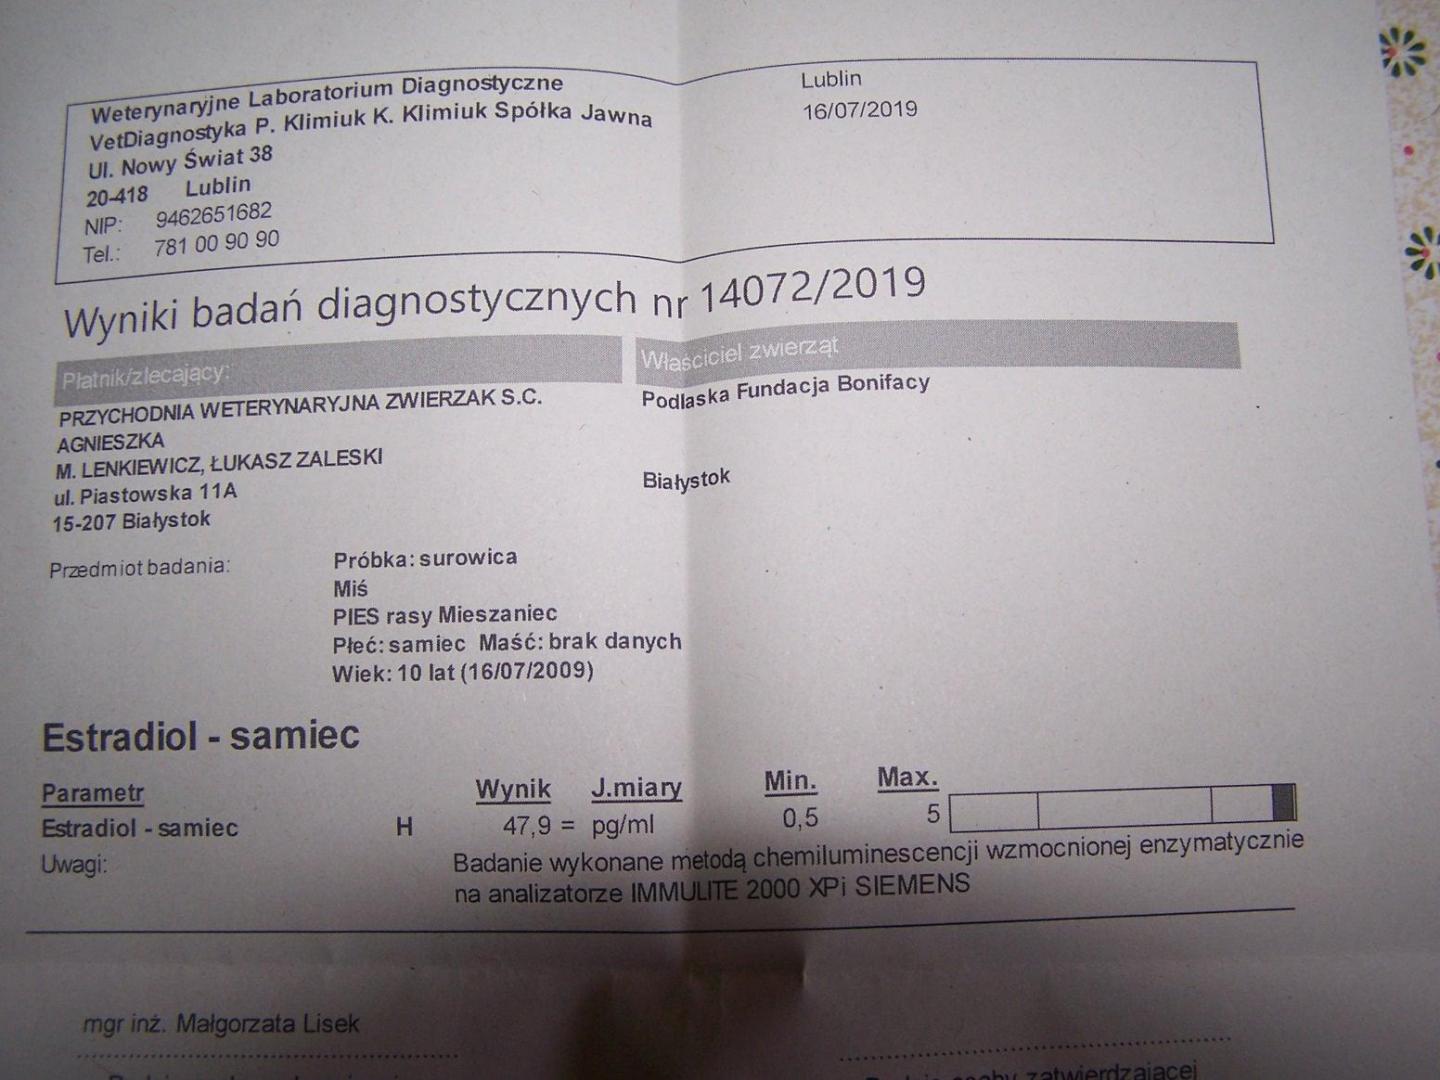 Weterynaryjne Laboratorium Diagnostyczne
VetDiagnostyka P. Klimiuk K. Klimiuk Spółka Jawna
Ul. Nowy Świat 38
20-418 Lublin
NIP: 9462651682
Tel.: 781 00 90 90
Lublin
16/07/2019
Wyniki badań diagnostycznych nr 14072/2019
Płatnik/zlecający:
PRZYCHODNIA WETERYNARYJNA ZWIERZAK S.C.
AGNIESZKA
M. LENKIEWICZ, ŁUKASZ ZALESKI
ul. Piastowska 11A
15-207 Białystok
Właściciel zwierząt
Podlaska Fundacja Bonifacy
Białystok
Przedmiot badania:
Próbka: surowica
Miś
PIES rasy Mieszaniec
Płeć: samiec Maść: brak danych
Wiek: 10 lat (16/07/2009)
Estradiol - samiec
Parametr Wynik J.miary Min. Max.
Estradiol - samiec H 47,9 = pg/ml 0,5 5
Uwagi: Badanie wykonane metodą chemiluminescencji wzmocnionej enzymatycznie
na analizatorze IMMULITE 2000 XPi SIEMENS
mgr inż. Małgorzata Lisek
osoby zatwierdzającej